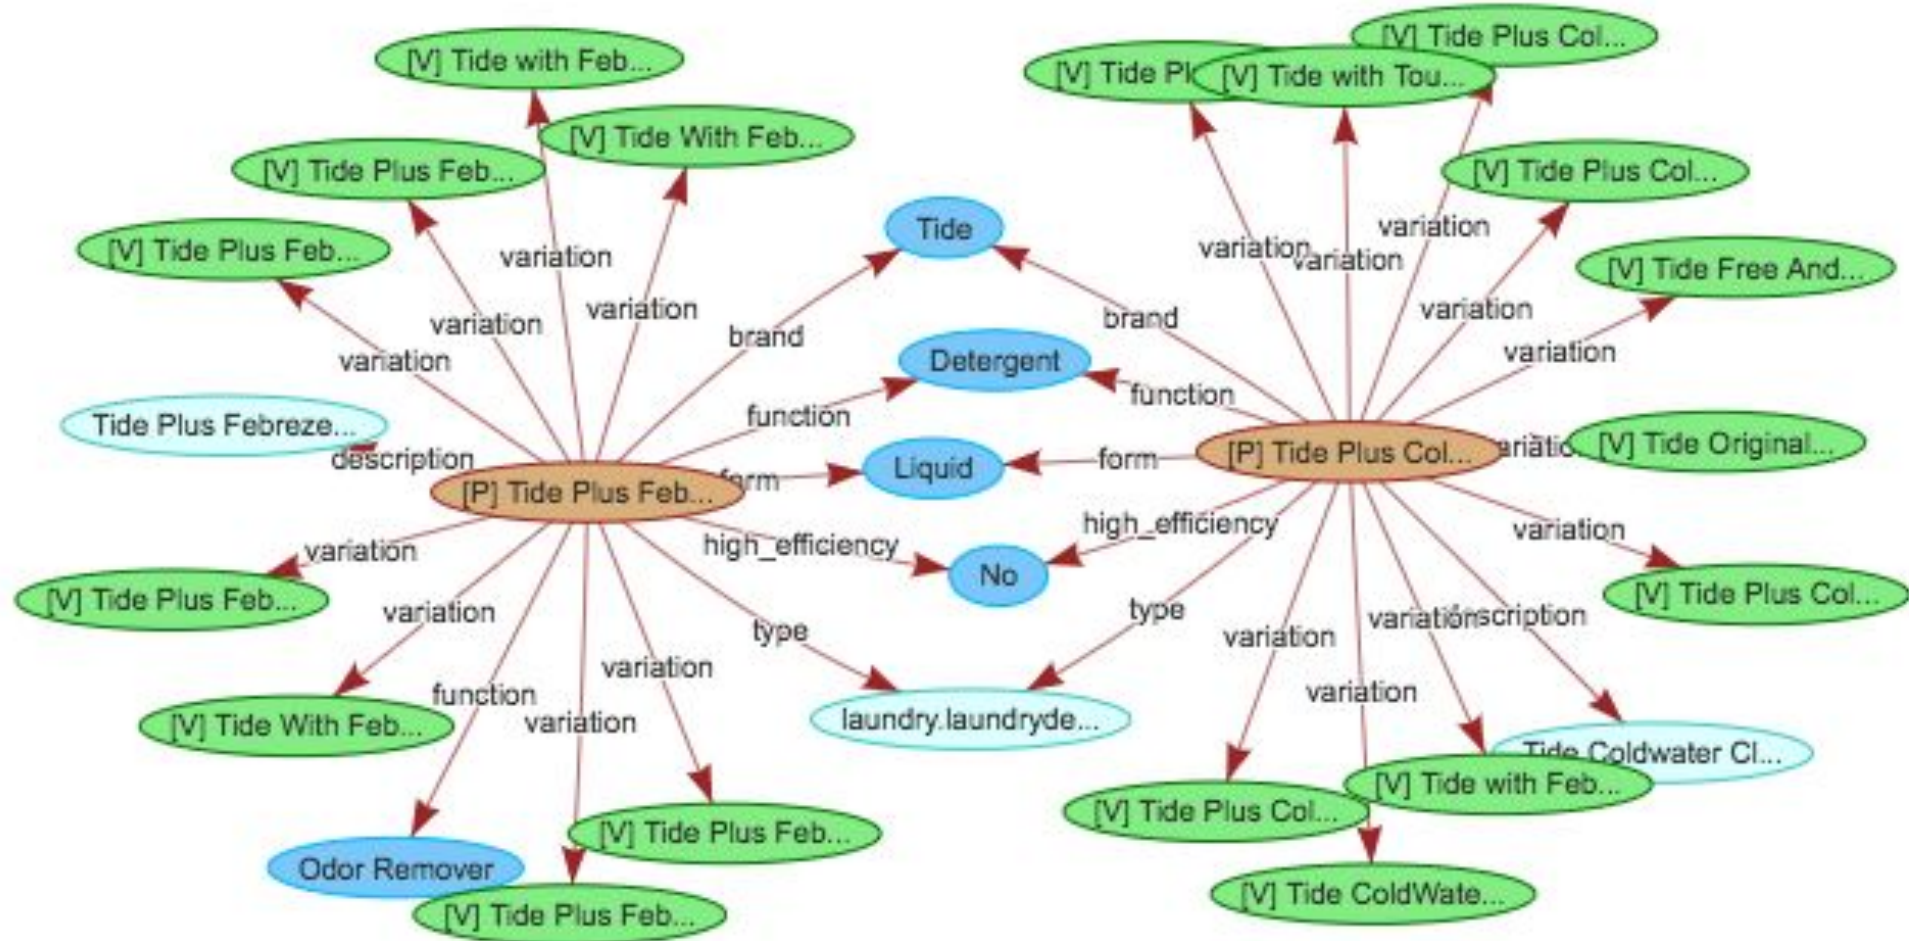 [V] Tide Plus Col...
[V] Tide with Feb...
[V] Tide Pl
[V] Tide with Tou...
[V] Tide With Feb...
[V] Tide Plus Feb...
[V] Tide Plus Col...
Tide
variation
[V] Tide Plus Feb...
variation
variation
variation
[V] Tide Free And...
variation
variation
variation
brand
brand
variation
variation
variation
Detergent
function
function
Tide Plus Febreze...
description
[V] Tide Original...
[P] Tide Plus Col...
form
Liquid
[P] Tide Plus Feb...
high_efficiency
variation
high_efficiency
variation
No
[V] Tide Plus Feb...
[V] Tide Plus Col...
variation
type
type
variation
variation
variation
function
variation
variation
laundry.laundryde...
[V] Tide With Feb...
Tide Coldwater Cl...
[V] Tide with Feb...
[V] Tide Plus Col...
[V] Tide Plus Feb...
Odor Remover
[V] Tide ColdWate...
[V] Tide Plus Feb...